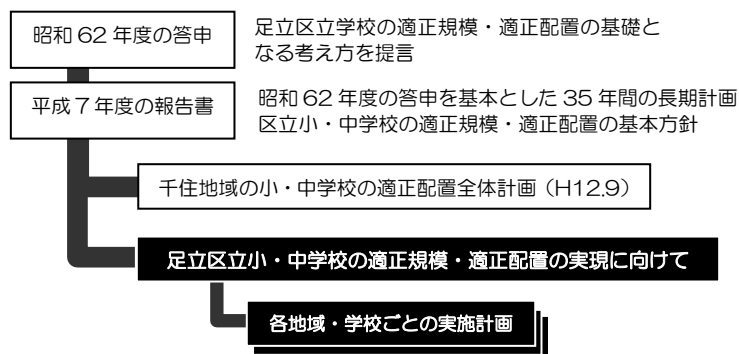 昭和 62 年度の答申
足立区立学校の適正規模・適正配置の基礎と
なる考え方を提言
平成 7 年度の報告書
昭和 62 年度の答申を基本とした 35 年間の長期計画
区立小・中学校の適正規模・適正配置の基本方針
千住地域の小・中学校の適正配置全体計画（H12.9）
足立区立小・中学校の適正規模・適正配置の実現に向けて
各地域・学校ごとの実施計画